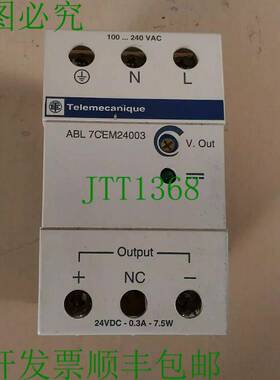 图必究
100 ... 240 VAC
N L
Telemecanique
ABL 7CEM24003
V. Out
JTT1368
Output
+ NC −
24VDC - 0.3A - 7.5W
开发票顺丰包邮